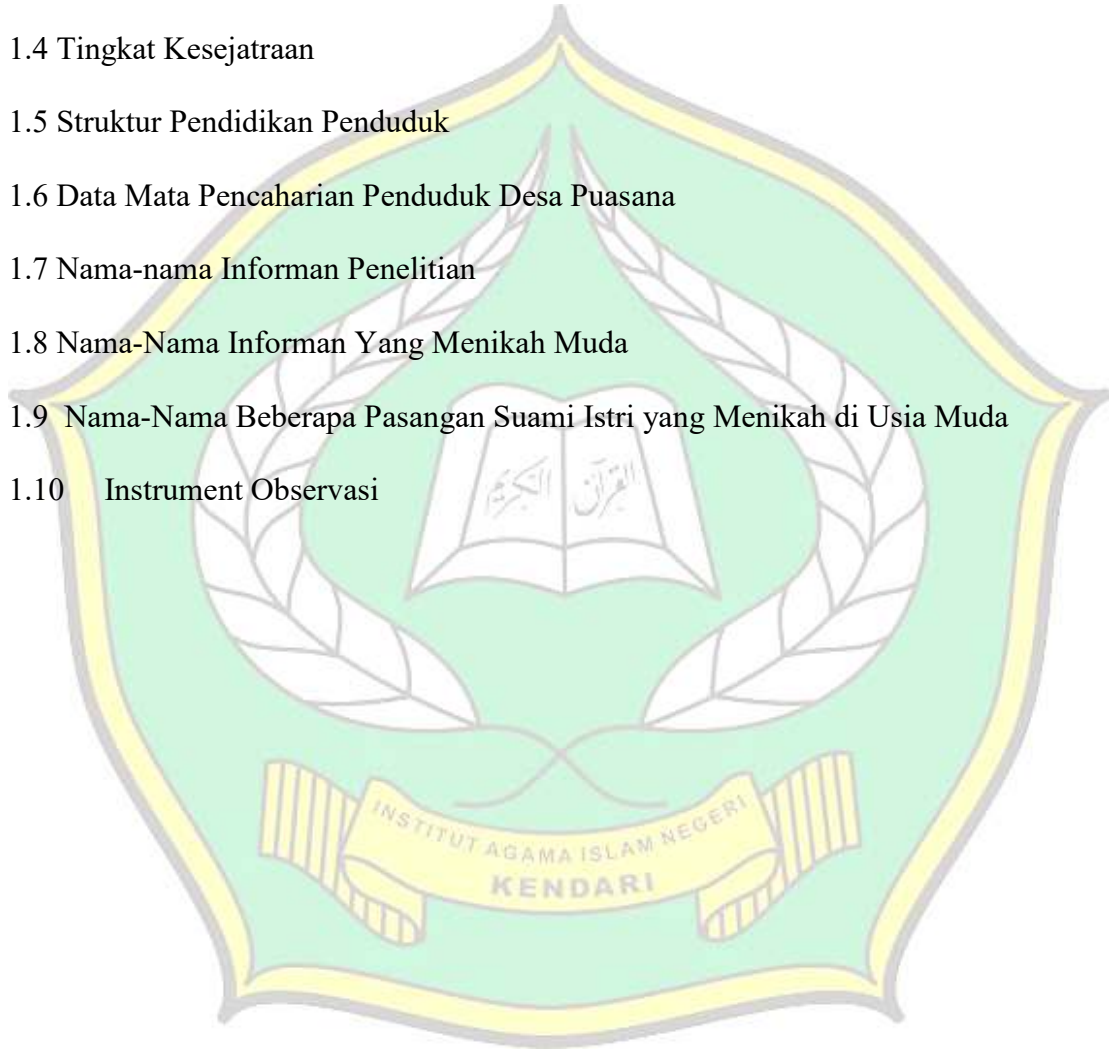 1.4 Tingkat Kesejatraan
1.5 Struktur Pendidikan Penduduk
1.6 Data Mata Pencaharian Penduduk Desa Puasana
1.7 Nama-nama Informan Penelitian
1.8 Nama-Nama Informan Yang Menikah Muda
1.9 Nama-Nama Beberapa Pasangan Suami Istri yang Menikah di Usia Muda
1.10 Instrument Observasi
القرآن الكريم
INSTITUT AGAMA ISLAM NEGERI
KENDARI